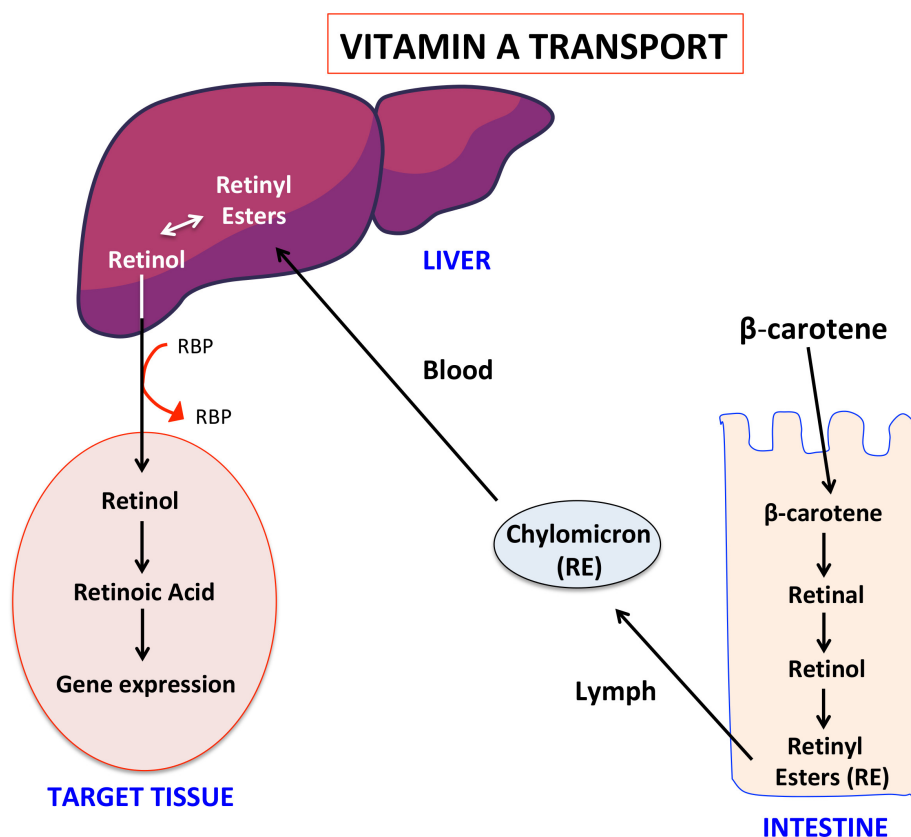 VITAMIN A TRANSPORT
Retinyl
Esters
Retinol
LIVER
RBP
RBP
Blood
β-carotene
Retinol
Retinoic Acid
Gene expression
TARGET TISSUE
Chylomicron
(RE)
Lymph
β-carotene
Retinal
Retinol
Retinyl
Esters (RE)
INTESTINE